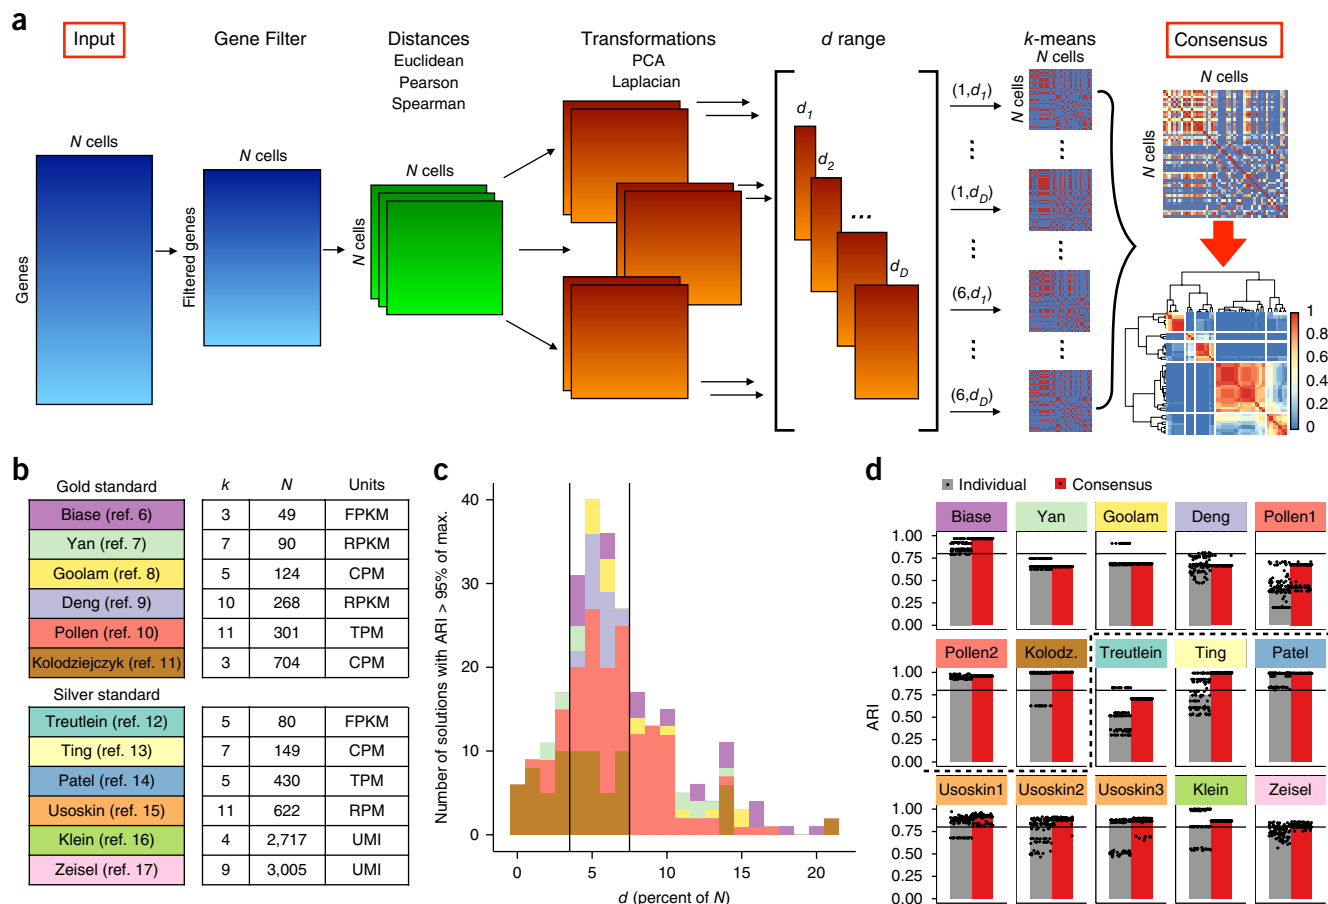 a
Input
Gene Filter
Distances
Euclidean
Pearson
Spearman
Transformations
PCA
Laplacian
d range
k-means
Consensus
N cells
Genes
N cells
Filtered genes
N cells
N cells
d1
d2
...
dD
(1,d1)
(1,dD)
(6,d1)
(6,dD)
N cells
N cells
N cells
N cells
1
0.8
0.6
0.4
0.2
0
b
Gold standard
k N Units
Biase (ref. 6) 3 49 FPKM
Yan (ref. 7) 7 90 RPKM
Goolam (ref. 8) 5 124 CPM
Deng (ref. 9) 10 268 RPKM
Pollen (ref. 10) 11 301 TPM
Kolodziejczyk (ref. 11) 3 704 CPM
Silver standard
Treutlein (ref. 12) 5 80 FPKM
Ting (ref. 13) 7 149 CPM
Patel (ref. 14) 5 430 TPM
Usoskin (ref. 15) 11 622 RPM
Klein (ref. 16) 4 2,717 UMI
Zeisel (ref. 17) 9 3,005 UMI
c
Number of solutions with ARI > 95% of max.
40
30
20
10
0
0 5 10 15 20
d (percent of N)
d
Individual Consensus
Biase Yan Goolam Deng Pollen1
1.00
0.75
0.50
0.25
0.00
Pollen2 Kolodz. Treutlein Ting Patel
ARI
1.00
0.75
0.50
0.25
0.00
Usoskin1 Usoskin2 Usoskin3 Klein Zeisel
1.00
0.75
0.50
0.25
0.00